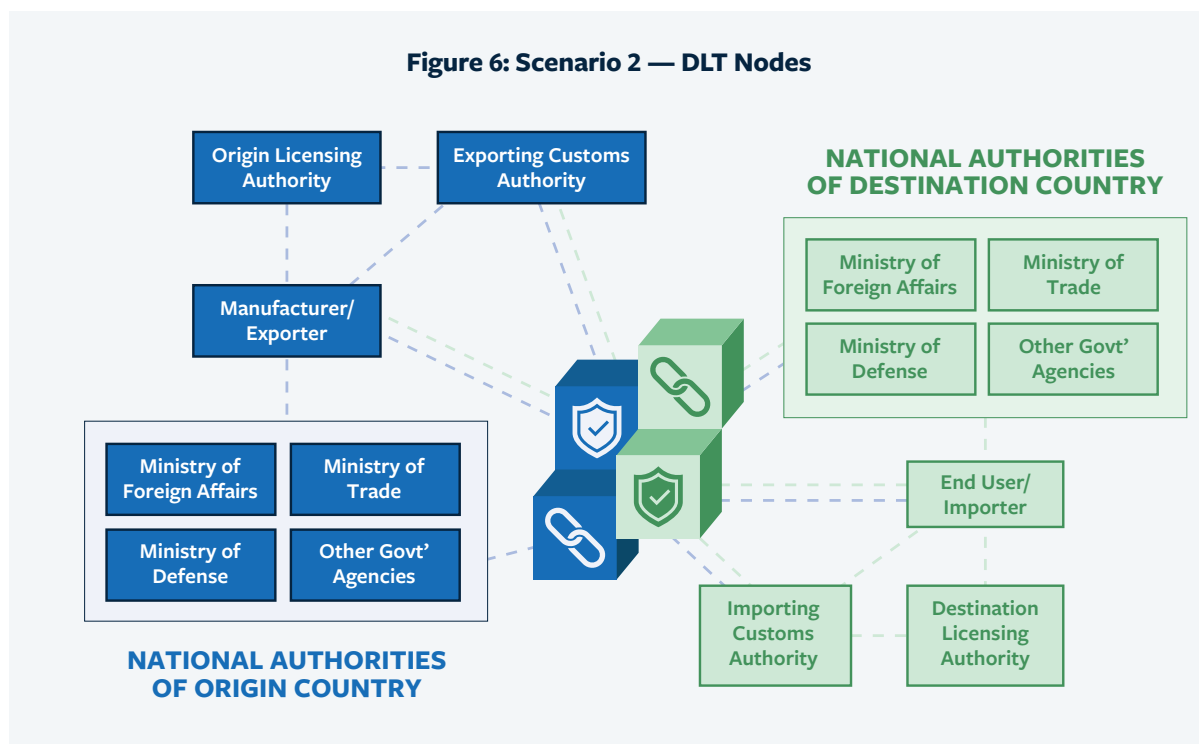 Figure 6: Scenario 2 — DLT Nodes
Origin Licensing
Authority
Exporting Customs
Authority
Manufacturer/
Exporter
Ministry of
Foreign Affairs
Ministry of
Trade
Ministry of
Defense
Other Govt’
Agencies
NATIONAL AUTHORITIES
OF ORIGIN COUNTRY
NATIONAL AUTHORITIES
OF DESTINATION COUNTRY
Ministry of
Foreign Affairs
Ministry of
Trade
Ministry of
Defense
Other Govt’
Agencies
End User/
Importer
Importing
Customs
Authority
Destination
Licensing
Authority